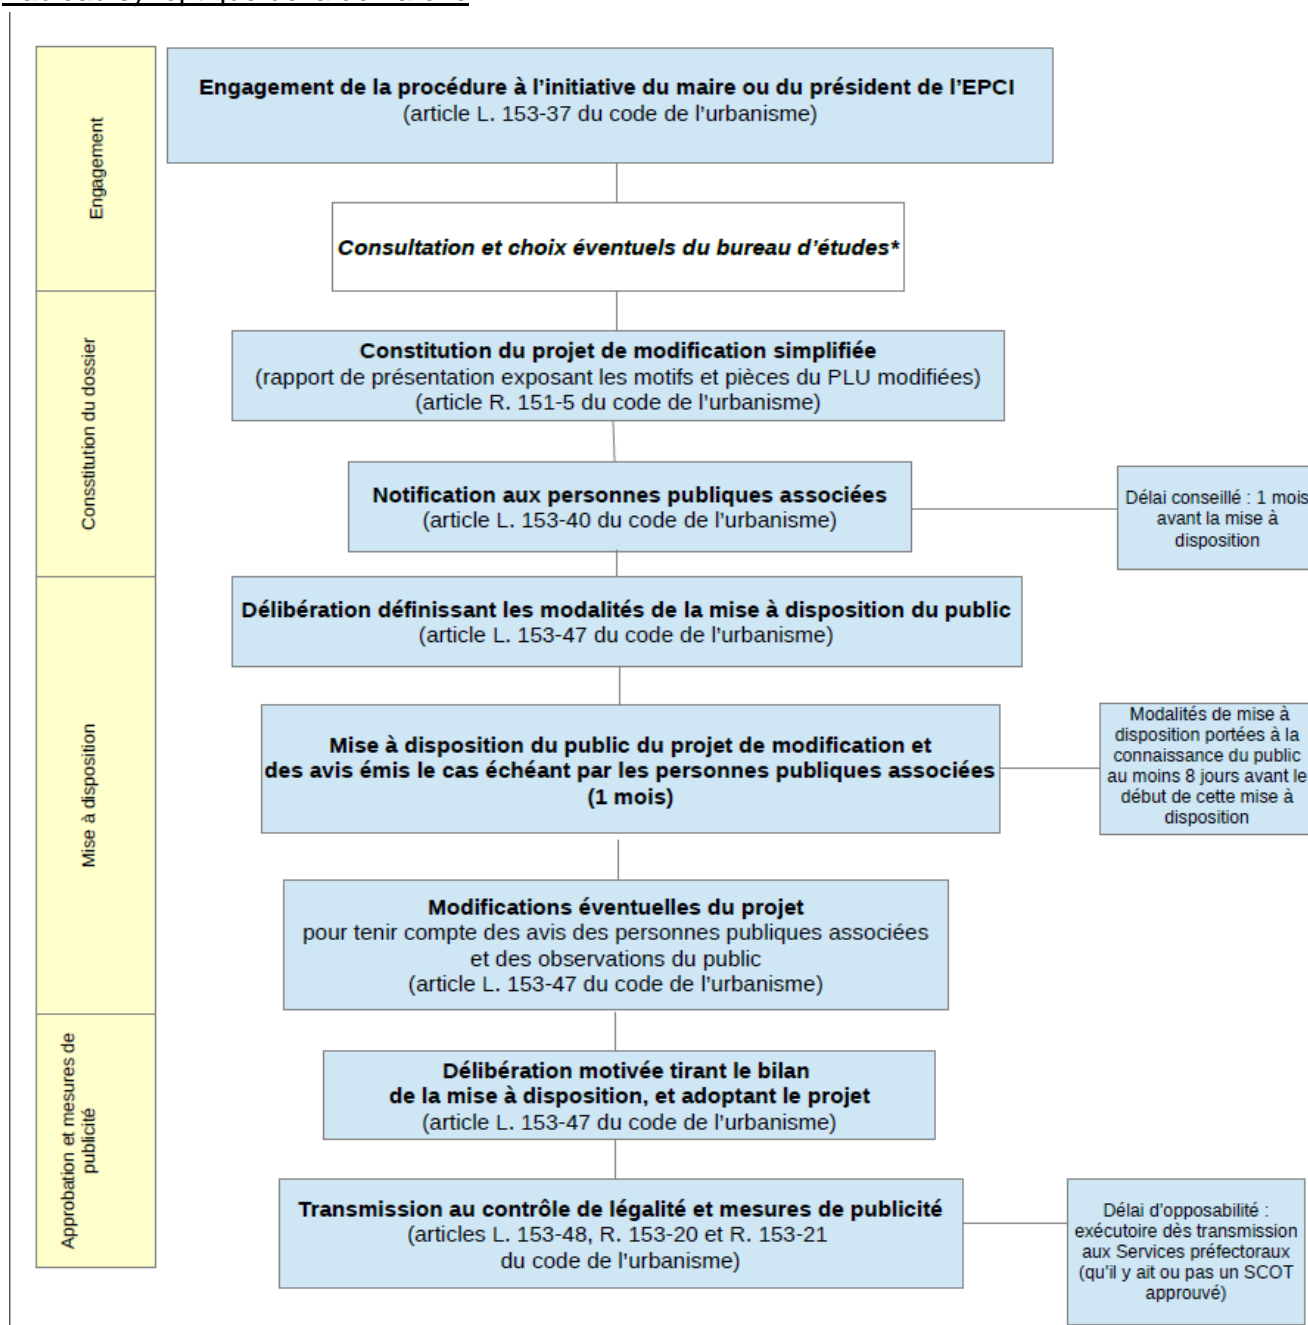 Engagement
Engagement de la procédure à l'initiative du maire ou du président de l'EPCI
(article L. 153-37 du code de l'urbanisme)
Consultation et choix éventuels du bureau d'études*
Consstitution du dossier
Constitution du projet de modification simplifiée
(rapport de présentation exposant les motifs et pièces du PLU modifiées)
(article R. 151-5 du code de l'urbanisme)
Notification aux personnes publiques associées
(article L. 153-40 du code de l'urbanisme)
Délai conseillé : 1 mois
avant la mise à
disposition
Mise à disposition
Délibération définissant les modalités de la mise à disposition du public
(article L. 153-47 du code de l'urbanisme)
Mise à disposition du public du projet de modification et
des avis émis le cas échéant par les personnes publiques associées
(1 mois)
Modalités de mise à
disposition portées à la
connaissance du public
au moins 8 jours avant le
début de cette mise à
disposition
Modifications éventuelles du projet
pour tenir compte des avis des personnes publiques associées
et des observations du public
(article L. 153-47 du code de l'urbanisme)
Approbation et mesures de
publicité
Délibération motivée tirant le bilan
de la mise à disposition, et adoptant le projet
(article L. 153-47 du code de l'urbanisme)
Transmission au contrôle de légalité et mesures de publicité
(articles L. 153-48, R. 153-20 et R. 153-21
du code de l'urbanisme)
Délai d'opposabilité :
exécutoire dès transmission
aux Services préfectoraux
(qu'il y ait ou pas un SCOT
approuvé)